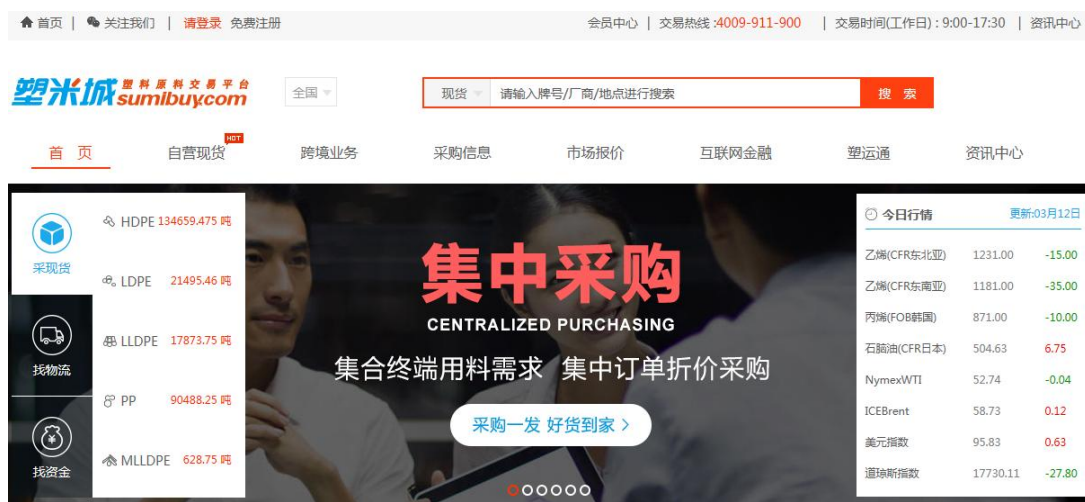 首页 | 关注我们 | 请登录 免费注册 会员中心 | 交易热线:4009-911-900 | 交易时间(工作日):9:00-17:30 | 资讯中心
塑米城 塑料原料交易平台
sumibuy.com
全国
现货 请输入牌号/厂商/地点进行搜索 搜 索
HOT
首 页 自营现货 跨境业务 采购信息 市场报价 互联网金融 塑运通 资讯中心
采现货
找物流
找资金
HDPE 134659.475 吨
LDPE 21495.46 吨
LLDPE 17873.75 吨
PP 90488.25 吨
MLLDPE 628.75 吨
集中采购
CENTRALIZED PURCHASING
集合终端用料需求 集中订单折价采购
采购一发 好货到家 >
今日行情 更新:03月12日
乙烯(CFR东北亚) 1231.00 -15.00
乙烯(CFR东南亚) 1181.00 -35.00
丙烯(FOB韩国) 871.00 -10.00
石脑油(CFR日本) 504.63 6.75
NymexWTI 52.74 -0.04
ICEBrent 58.73 0.12
美元指数 95.83 0.63
道琼斯指数 17730.11 -27.80